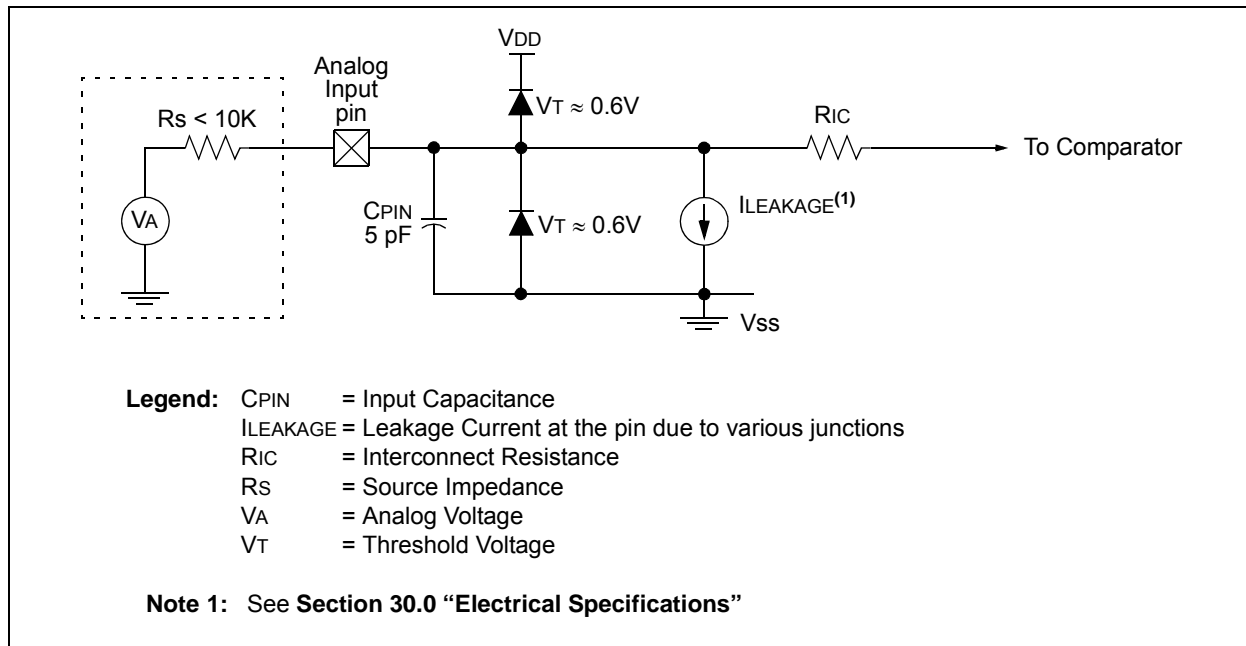 VDD
Analog
Input
pin
Rs < 10K
VT ≈ 0.6V
RIC
To Comparator
VA
CPIN
5 pF
VT ≈ 0.6V
ILEAKAGE(1)
Vss
Legend: CPIN = Input Capacitance
ILEAKAGE = Leakage Current at the pin due to various junctions
RIC = Interconnect Resistance
RS = Source Impedance
VA = Analog Voltage
VT = Threshold Voltage
Note 1: See Section 30.0 “Electrical Specifications”